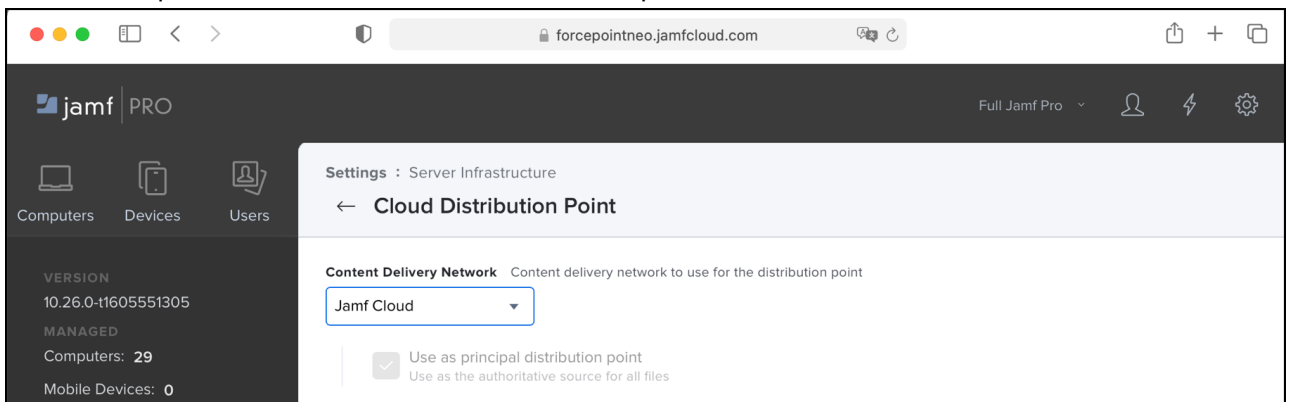 forcepointneo.jamfcloud.com
jamf PRO
Full Jamf Pro
Computers Devices Users
Settings : Server Infrastructure
← Cloud Distribution Point
VERSION
10.26.0-t1605551305
MANAGED
Computers: 29
Mobile Devices: 0
Content Delivery Network Content delivery network to use for the distribution point
Jamf Cloud
Use as principal distribution point
Use as the authoritative source for all files